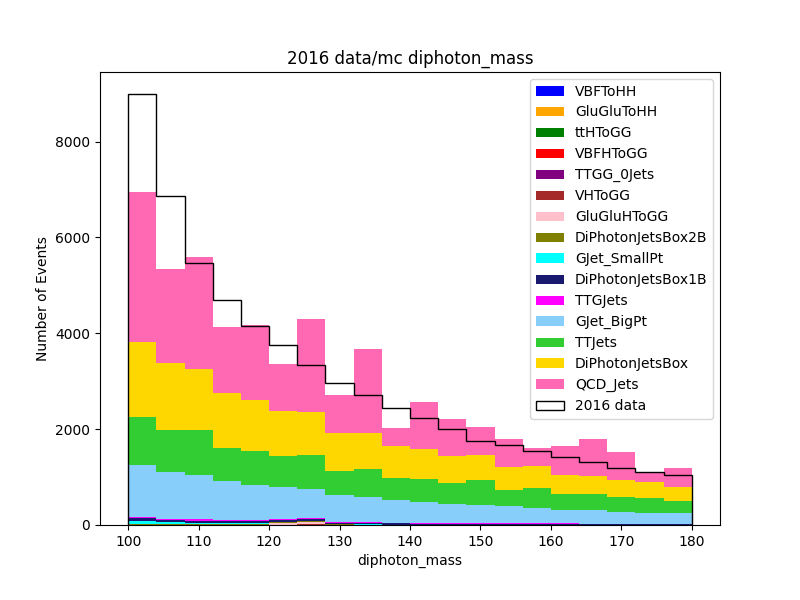 2016 data/mc diphoton_mass
Number of Events
8000
6000
4000
2000
0
100
110
120
130
140
150
160
170
180
diphoton_mass
VBFToHH
GluGluToHH
ttHToGG
VBFHToGG
TTGG_0Jets
VHToGG
GluGluHToGG
DiPhotonJetsBox2B
GJet_SmallPt
DiPhotonJetsBox1B
TTGJets
GJet_BigPt
TTJets
DiPhotonJetsBox
QCD_Jets
2016 data